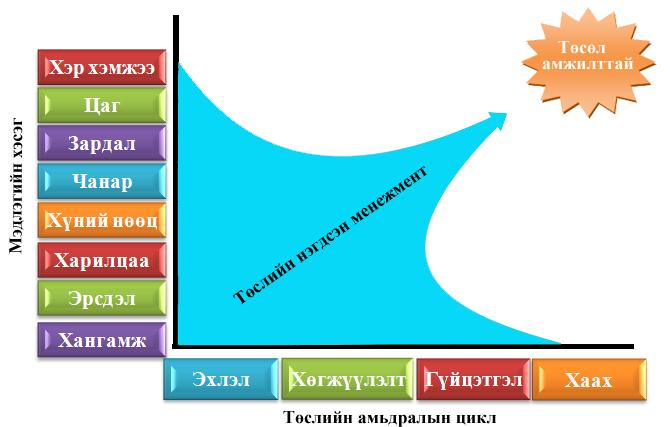 Төсөл
амжилттай
Мэдлэгийн хэсэг
Хэр хэмжээ
Цаг
Зардал
Чанар
Хүний нөөц
Харилцаа
Эрсдэл
Хангамж
Төслийн нэгдсэн менежмент
Эхлэл
Хөгжүүлэлт
Гүйцэтгэл
Хаах
Төслийн амьдралын цикл